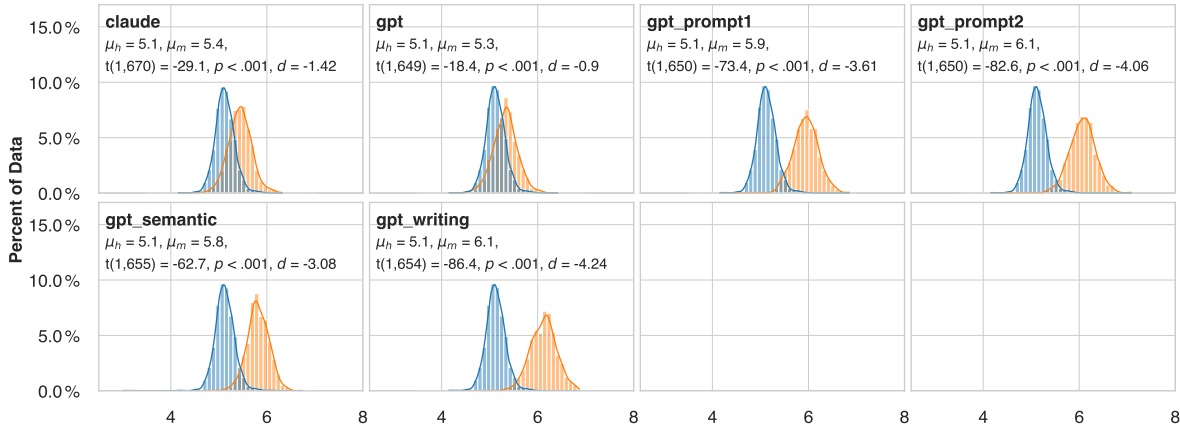 claude
μh = 5.1, μm = 5.4,
t(1,670) = -29.1, p < .001, d = -1.42
gpt
μh = 5.1, μm = 5.3,
t(1,649) = -18.4, p < .001, d = -0.9
gpt_prompt1
μh = 5.1, μm = 5.9,
t(1,650) = -73.4, p < .001, d = -3.61
gpt_prompt2
μh = 5.1, μm = 6.1,
t(1,650) = -82.6, p < .001, d = -4.06
15.0%
10.0%
5.0%
0.0%
Percent of Data
gpt_semantic
μh = 5.1, μm = 5.8,
t(1,655) = -62.7, p < .001, d = -3.08
gpt_writing
μh = 5.1, μm = 6.1,
t(1,654) = -86.4, p < .001, d = -4.24
15.0%
10.0%
5.0%
0.0%
4 6 8
4 6 8
4 6 8
4 6 8